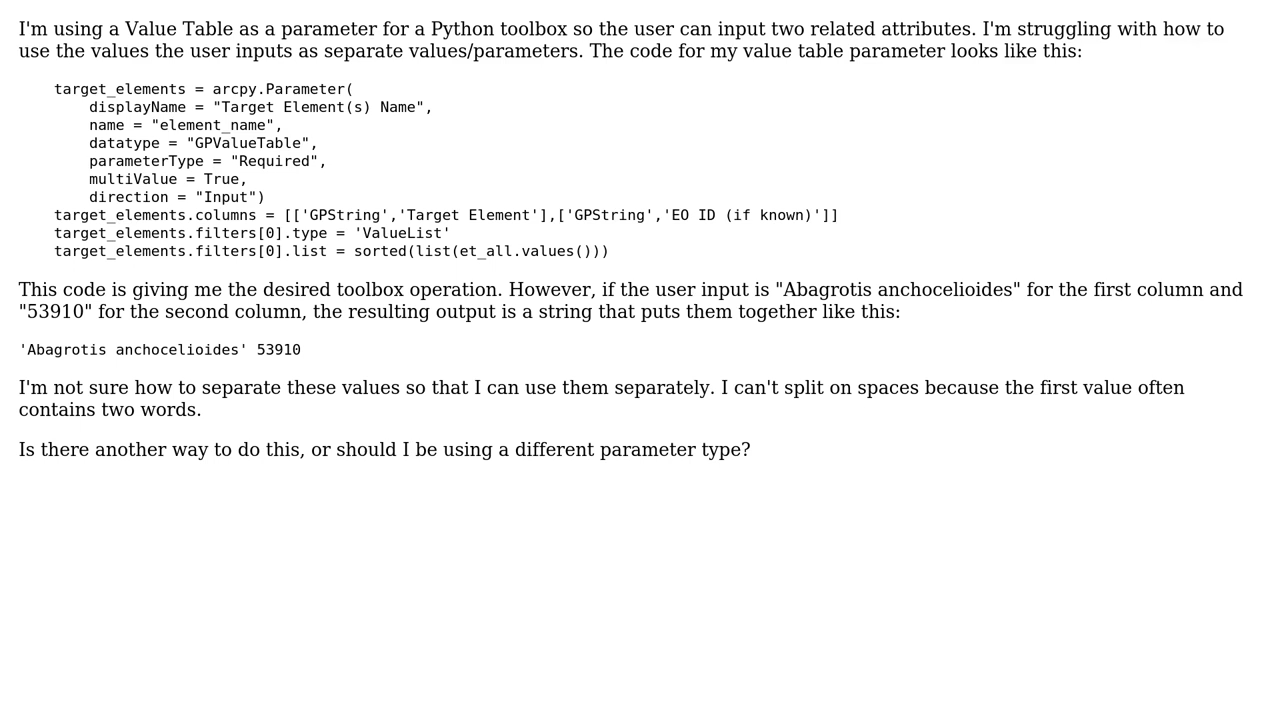 I'm using a Value Table as a parameter for a Python toolbox so the user can input two related attributes. I'm struggling with how to
use the values the user inputs as separate values/parameters. The code for my value table parameter looks like this:
target_elements = arcpy.Parameter(
displayName = "Target Element(s) Name",
name = "element_name",
datatype = "GPValueTable",
parameterType = "Required",
multiValue = True,
direction = "Input")
target_elements.columns = [['GPString','Target Element'],['GPString','EO ID (if known)']]
target_elements.filters[0].type = 'ValueList'
target_elements.filters[0].list = sorted(list(et_all.values()))
This code is giving me the desired toolbox operation. However, if the user input is "Abagrotis anchocelioides" for the first column and
"53910" for the second column, the resulting output is a string that puts them together like this:
'Abagrotis anchocelioides' 53910
I'm not sure how to separate these values so that I can use them separately. I can't split on spaces because the first value often
contains two words.
Is there another way to do this, or should I be using a different parameter type?